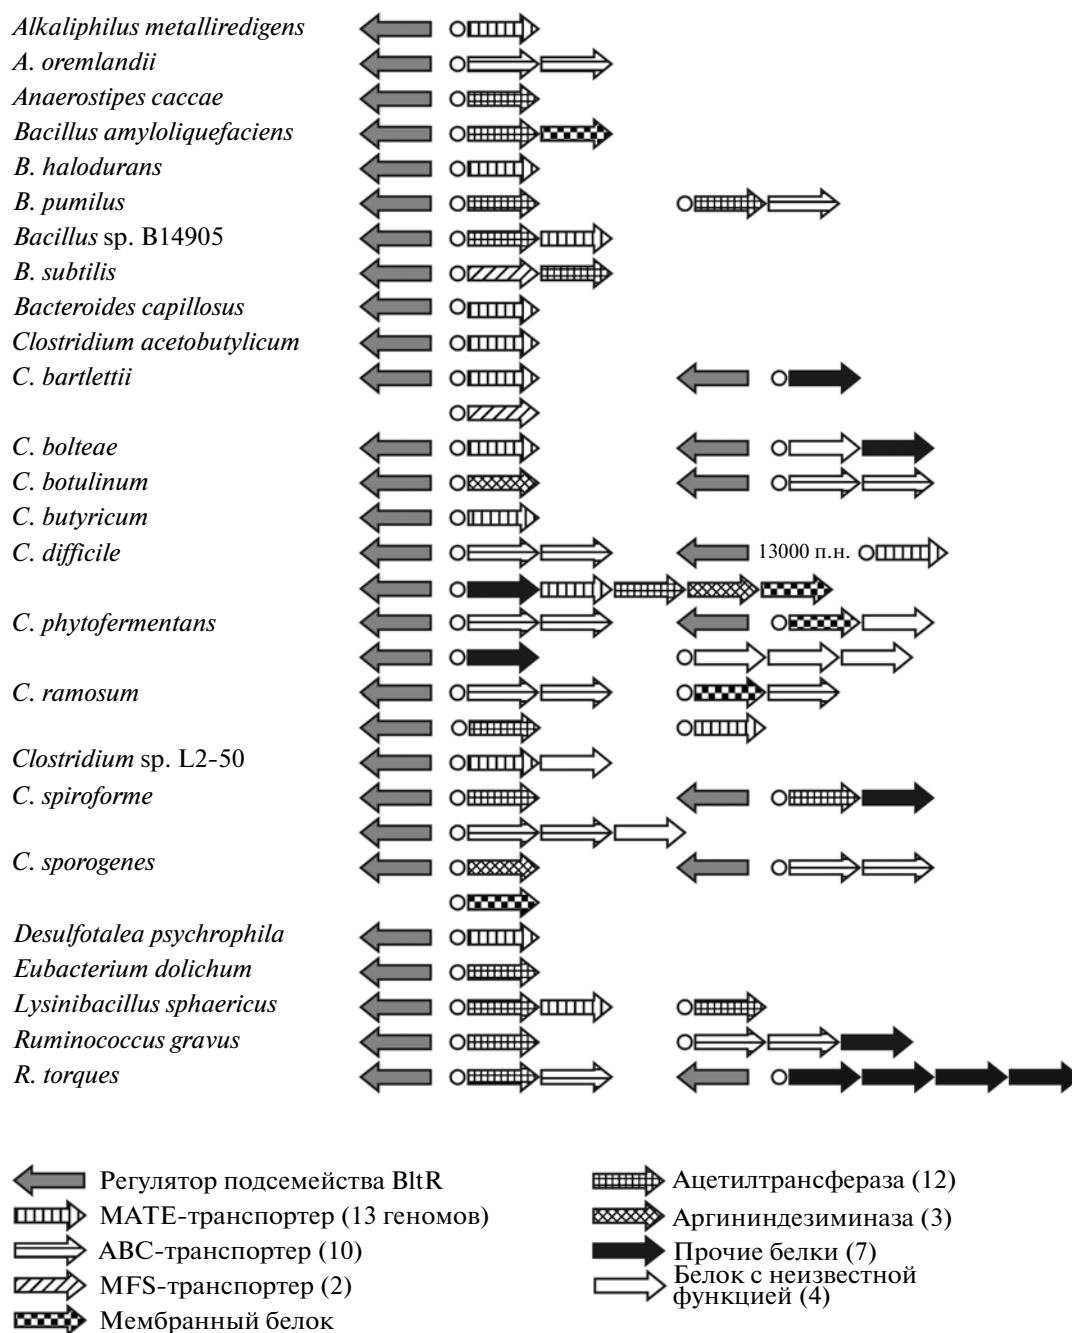 Alkaliphilus metalliredigens
A. oremlandii
Anaerostipes caccae
Bacillus amyloliquefaciens
B. halodurans
B. pumilus
Bacillus sp. B14905
B. subtilis
Bacteroides capillosus
Clostridium acetobutylicum
C. bartlettii
C. bolteae
C. botulinum
C. butyricum
C. difficile
13000 п.н.
C. phytofermentans
C. ramosum
Clostridium sp. L2-50
C. spiroforme
C. sporogenes
Desulfotalea psychrophila
Eubacterium dolichum
Lysinibacillus sphaericus
Ruminococcus gravus
R. torques
Регулятор подсемейства BltR
MATE-транспортер (13 геномов)
ABC-транспортер (10)
MFS-транспортер (2)
Мембранный белок
Ацетилтрансфераза (12)
Аргининдезиминаза (3)
Прочие белки (7)
Белок с неизвестной
функцией (4)